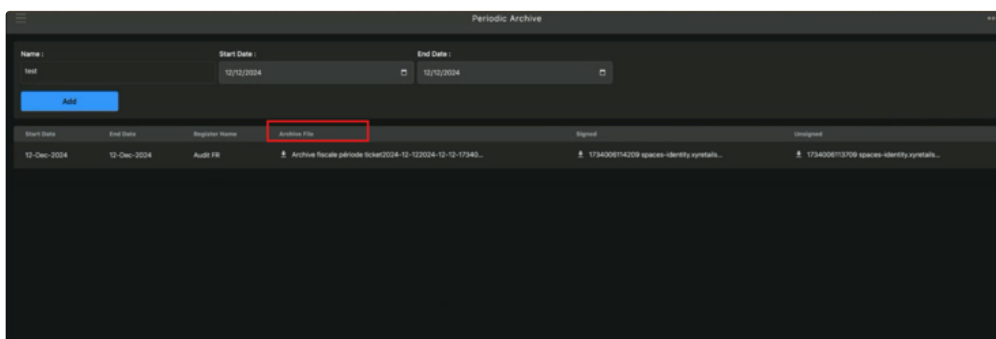 Periodic Archive
Name : Start Date : End Date :
test 12/12/2024 12/12/2024
Add
Start Date End Date Register Name Archive File Signed Unsigned
12-Dec-2024 12-Dec-2024 Audit FR Archive fiscale période ticket2024-12-122024-12-12-17340... 1734006114209 spaces-identity.xyretails... 1734006113709 spaces-identity.xyretails...